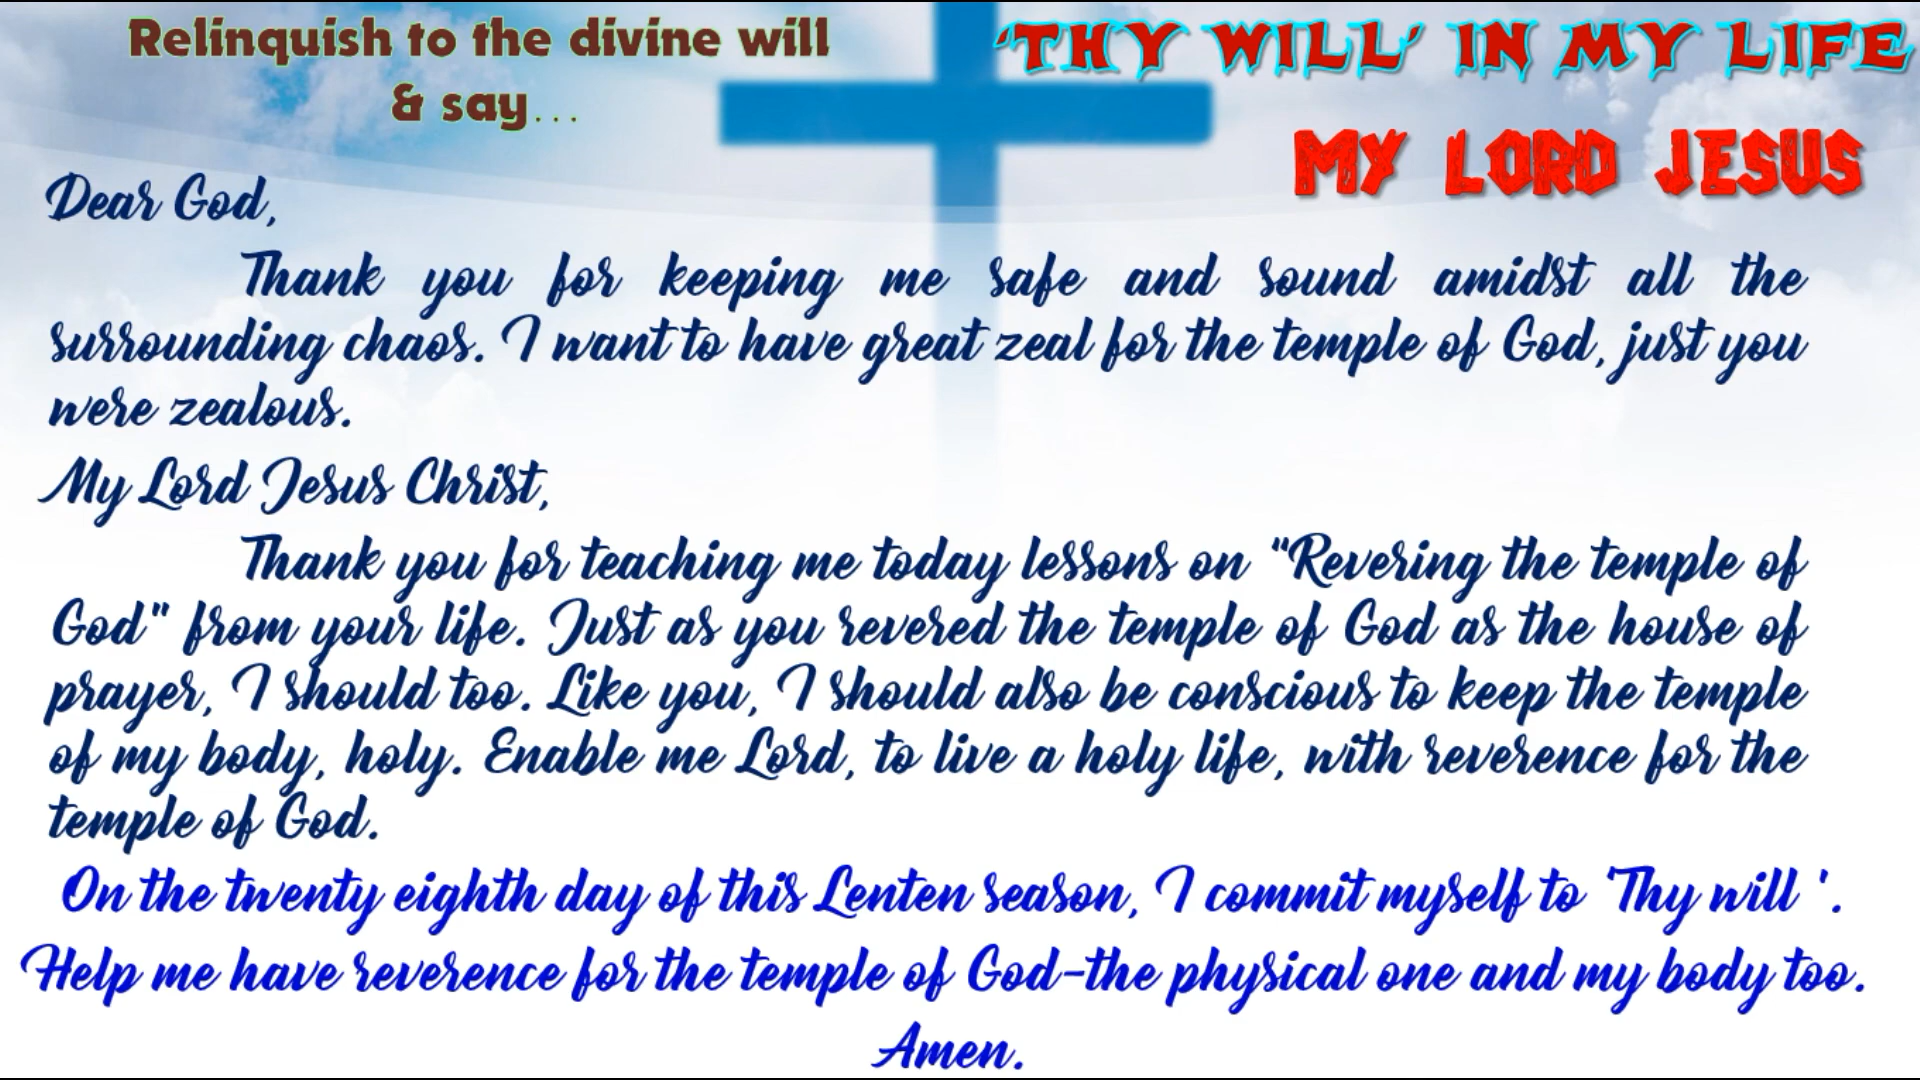 Relinquish to the divine will
& say...
'THY WILL' IN MY LIFE
MY LORD JESUS
Dear God,
Thank you for keeping me safe and sound amidst all the
surrounding chaos. I want to have great zeal for the temple of God, just you
were zealous.
My Lord Jesus Christ,
Thank you for teaching me today lessons on "Revering the temple of
God" from your life. Just as you revered the temple of God as the house of
prayer, I should too. Like you, I should also be conscious to keep the temple
of my body, holy. Enable me Lord, to live a holy life, with reverence for the
temple of God.
On the twenty eighth day of this Lenten season, I commit myself to 'Thy will '.
Help me have reverence for the temple of God-the physical one and my body too.
Amen.